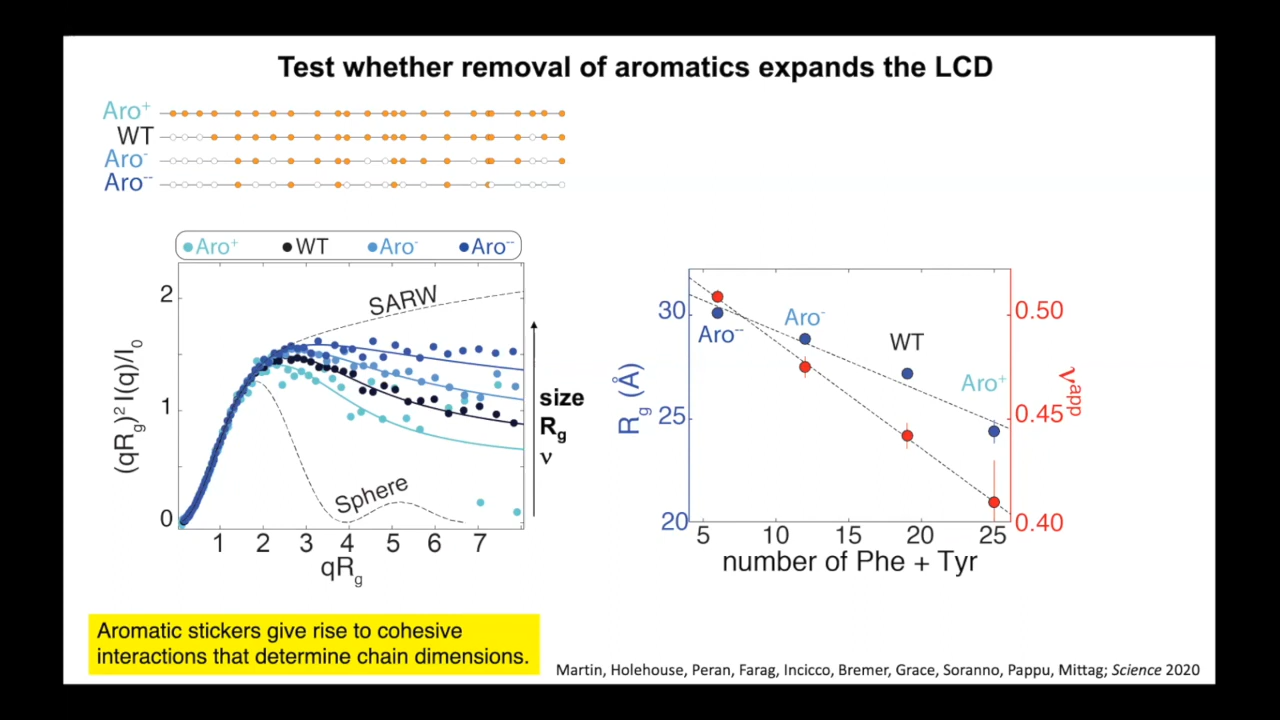 Test whether removal of aromatics expands the LCD
Aro+
WT
Aro-
Aro--
Aro+ WT Aro- Aro--
2
1
0
(qRg)2 I(q)/I0
SARW
Sphere
1 2 3 4 5 6 7
qRg
size
Rg
ν
30
25
20
Rg (Å)
Aro--
Aro-
WT
Aro+
0.50
0.45
0.40
νapp
5 10 15 20 25
number of Phe + Tyr
Aromatic stickers give rise to cohesive
interactions that determine chain dimensions.
Martin, Holehouse, Peran, Farag, Incicco, Bremer, Grace, Soranno, Pappu, Mittag; Science 2020